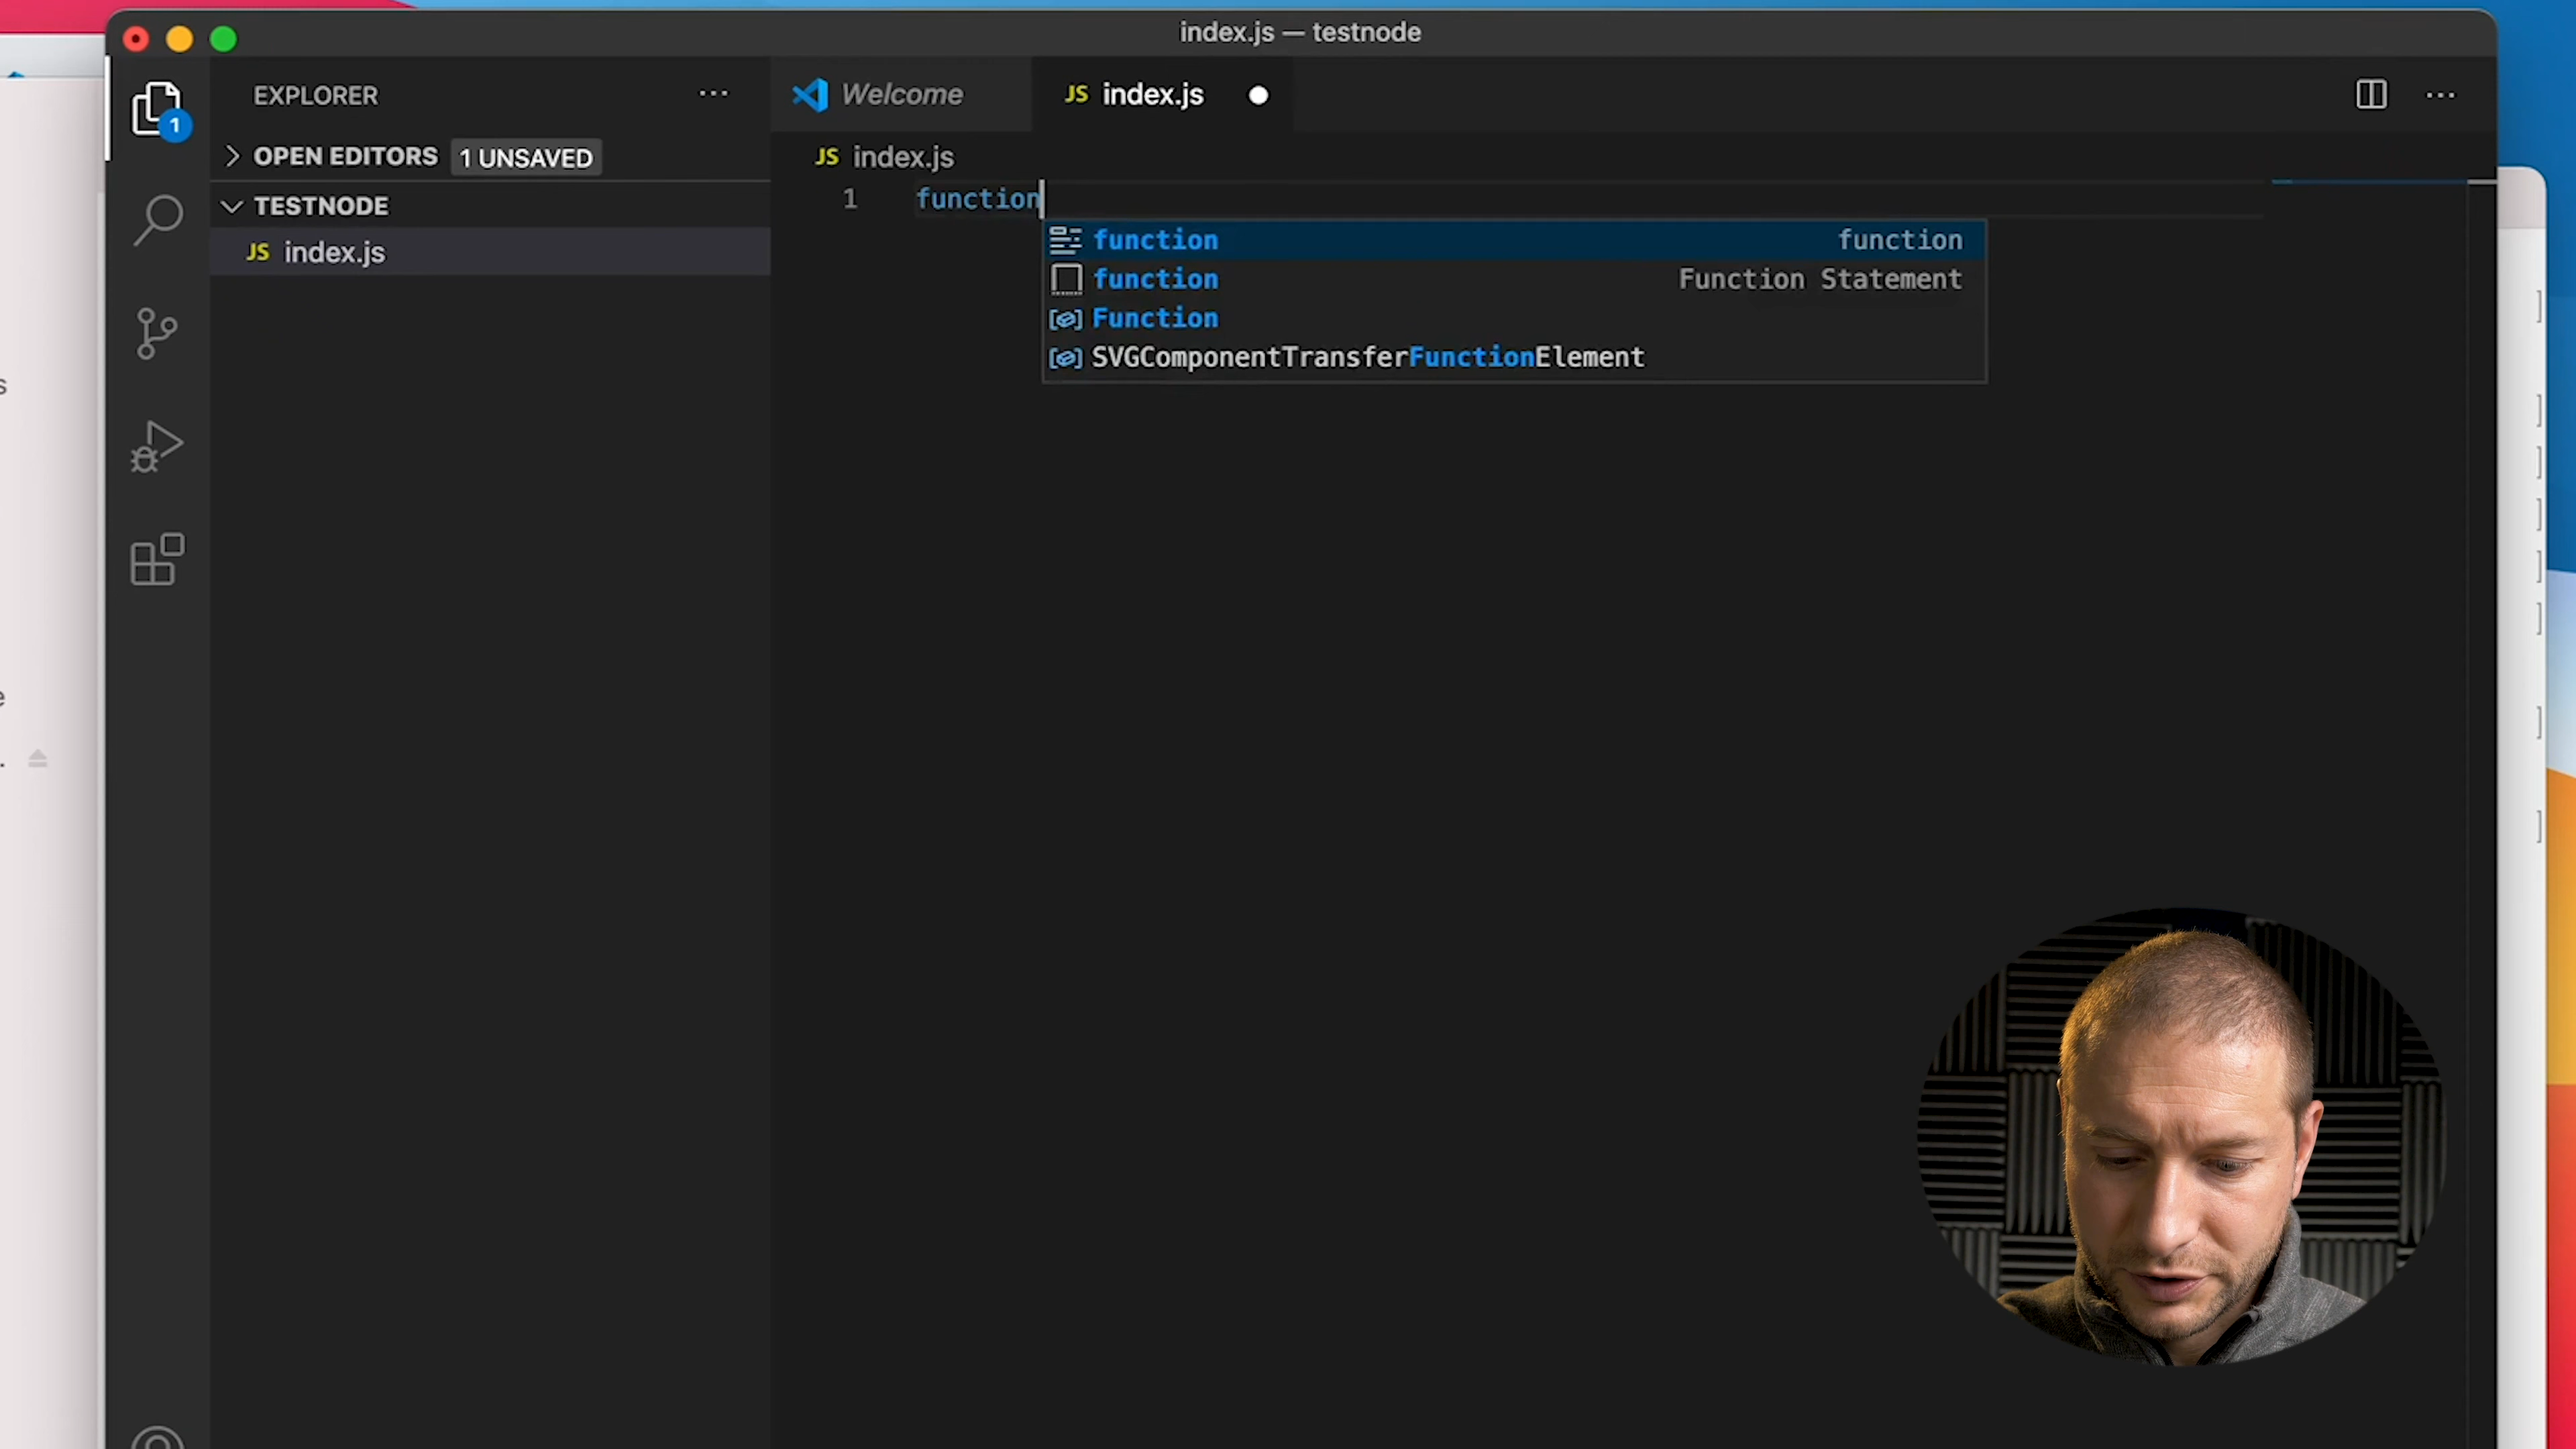 index.js — testnode
EXPLORER
Welcome
JS index.js
1
OPEN EDITORS 1 UNSAVED
JS index.js
TESTNODE
1 function
JS index.js
function function
function Function Statement
Function
SVGComponentTransferFunctionElement
s
e
.
]
]
]
]
]
]
]
]